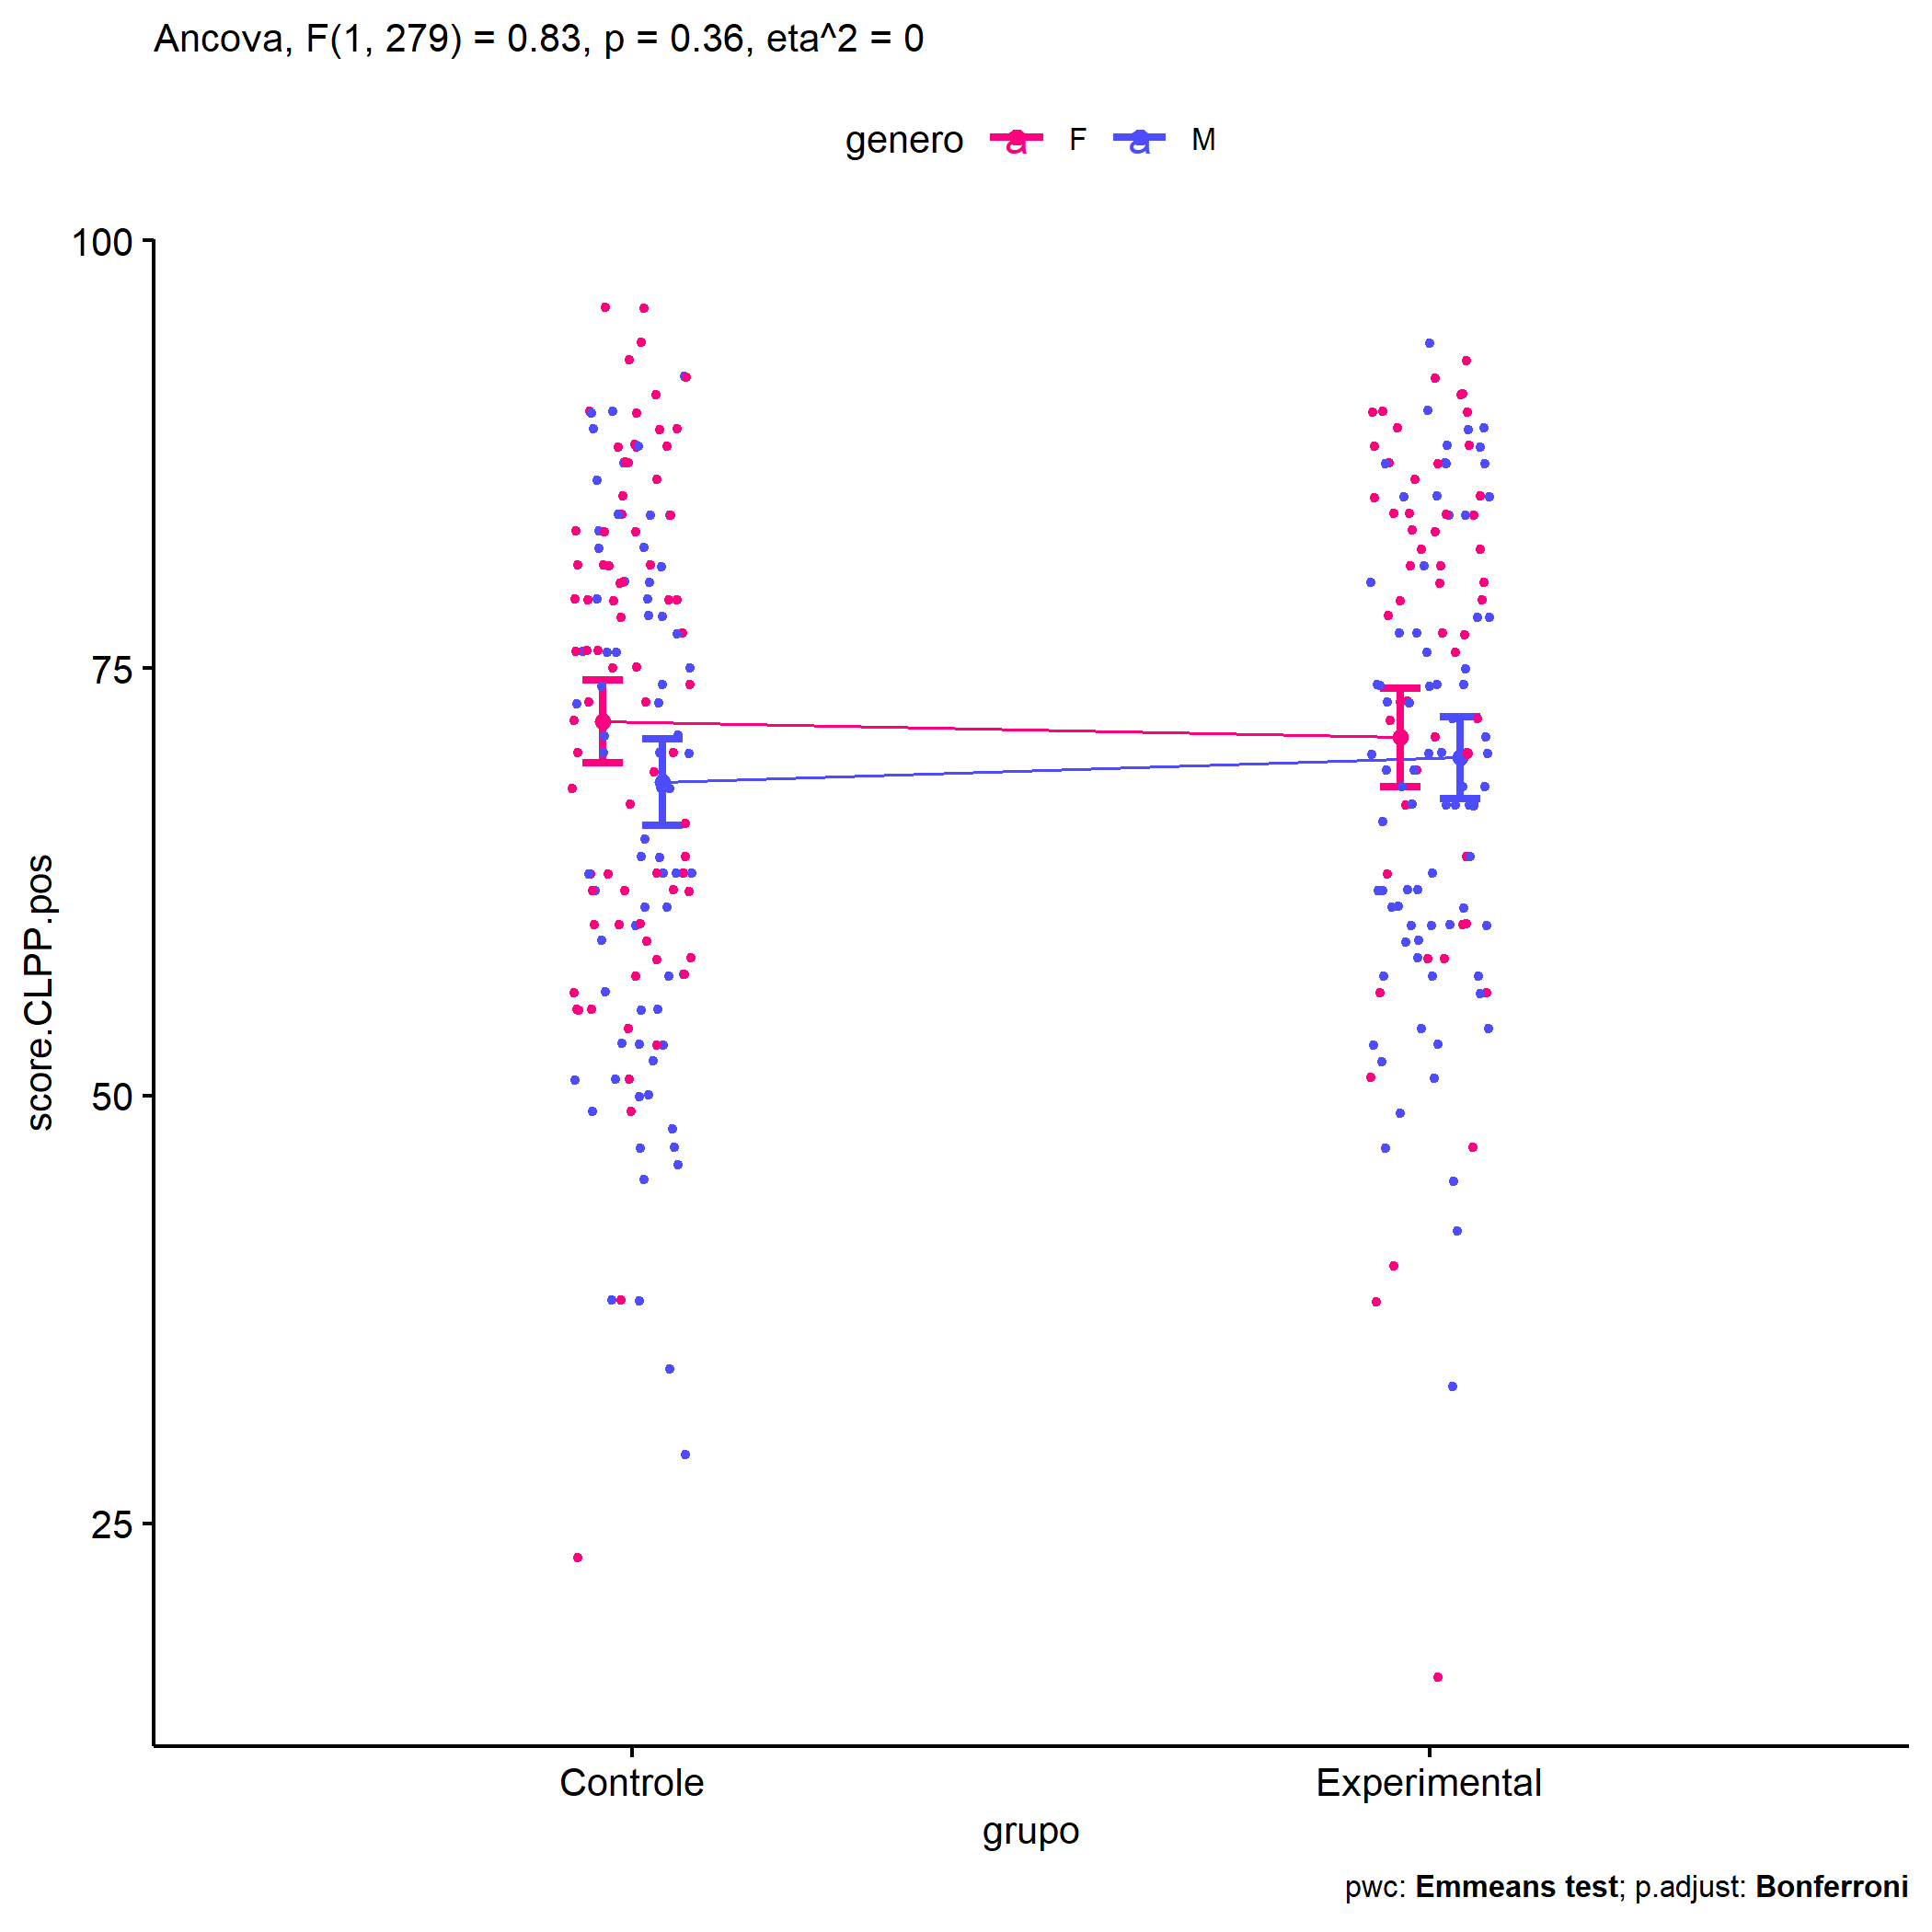 Ancova, F(1, 279) = 0.83, p = 0.36, eta^2 = 0
genero a F a M
100
75
50
25
score.CLPP.pos
Controle Experimental
grupo
pwc: Emmeans test; p.adjust: Bonferroni